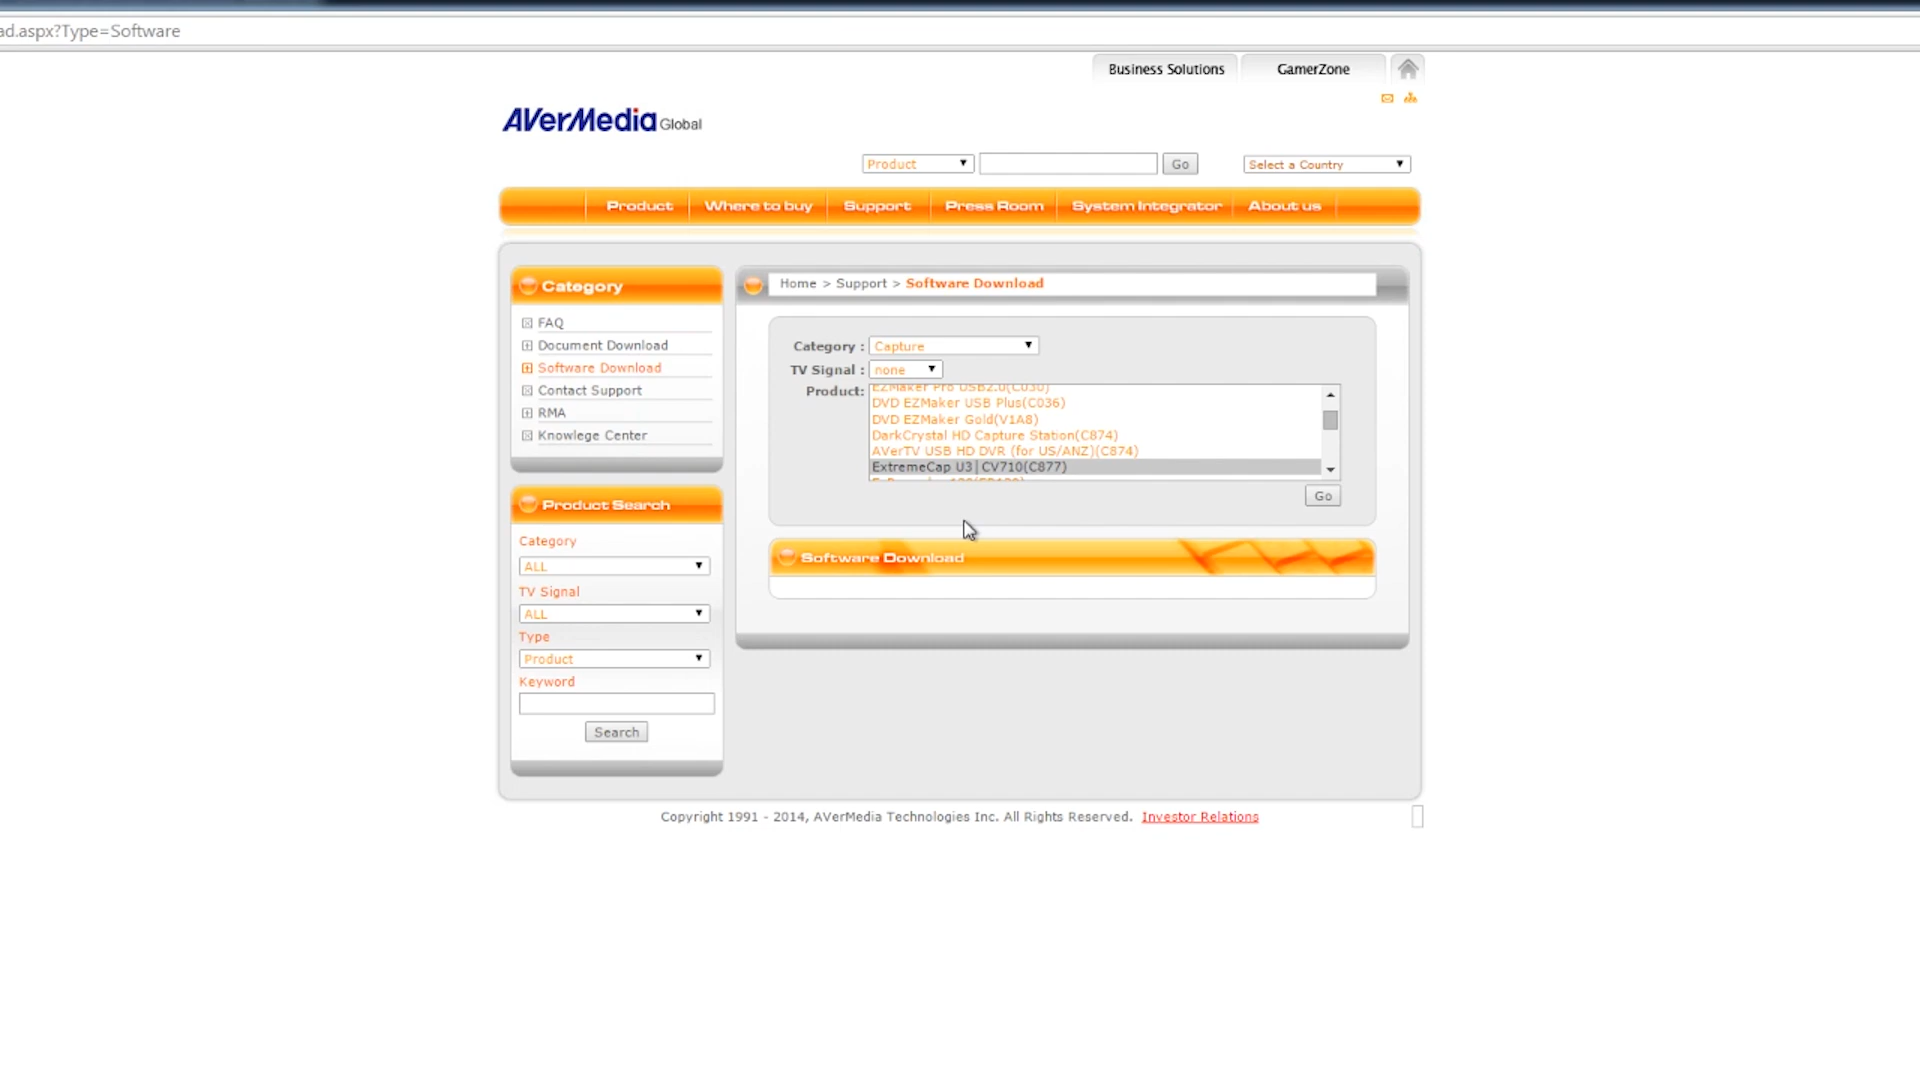 ad.aspx?Type=Software
Business Solutions
GamerZone
AVerMedia Global
Product
Go
Select a Country
Product
Where to buy
Support
Press Room
System Integrator
About us
Category
FAQ
Document Download
Software Download
Contact Support
RMA
Knowlege Center
Product Search
Category
ALL
TV Signal
ALL
Type
Product
Keyword
Search
Home > Support > Software Download
Category : Capture
TV Signal : none
Product:
EZMaker Pro USB2.0(C030)
DVD EZMaker USB Plus(C036)
DVD EZMaker Gold(V1A8)
DarkCrystal HD Capture Station(C874)
AVerTV USB HD DVR (for US/ANZ)(C874)
ExtremeCap U3│CV710(C877)
Go
Software Download
Copyright 1991 - 2014, AVerMedia Technologies Inc. All Rights Reserved. Investor Relations